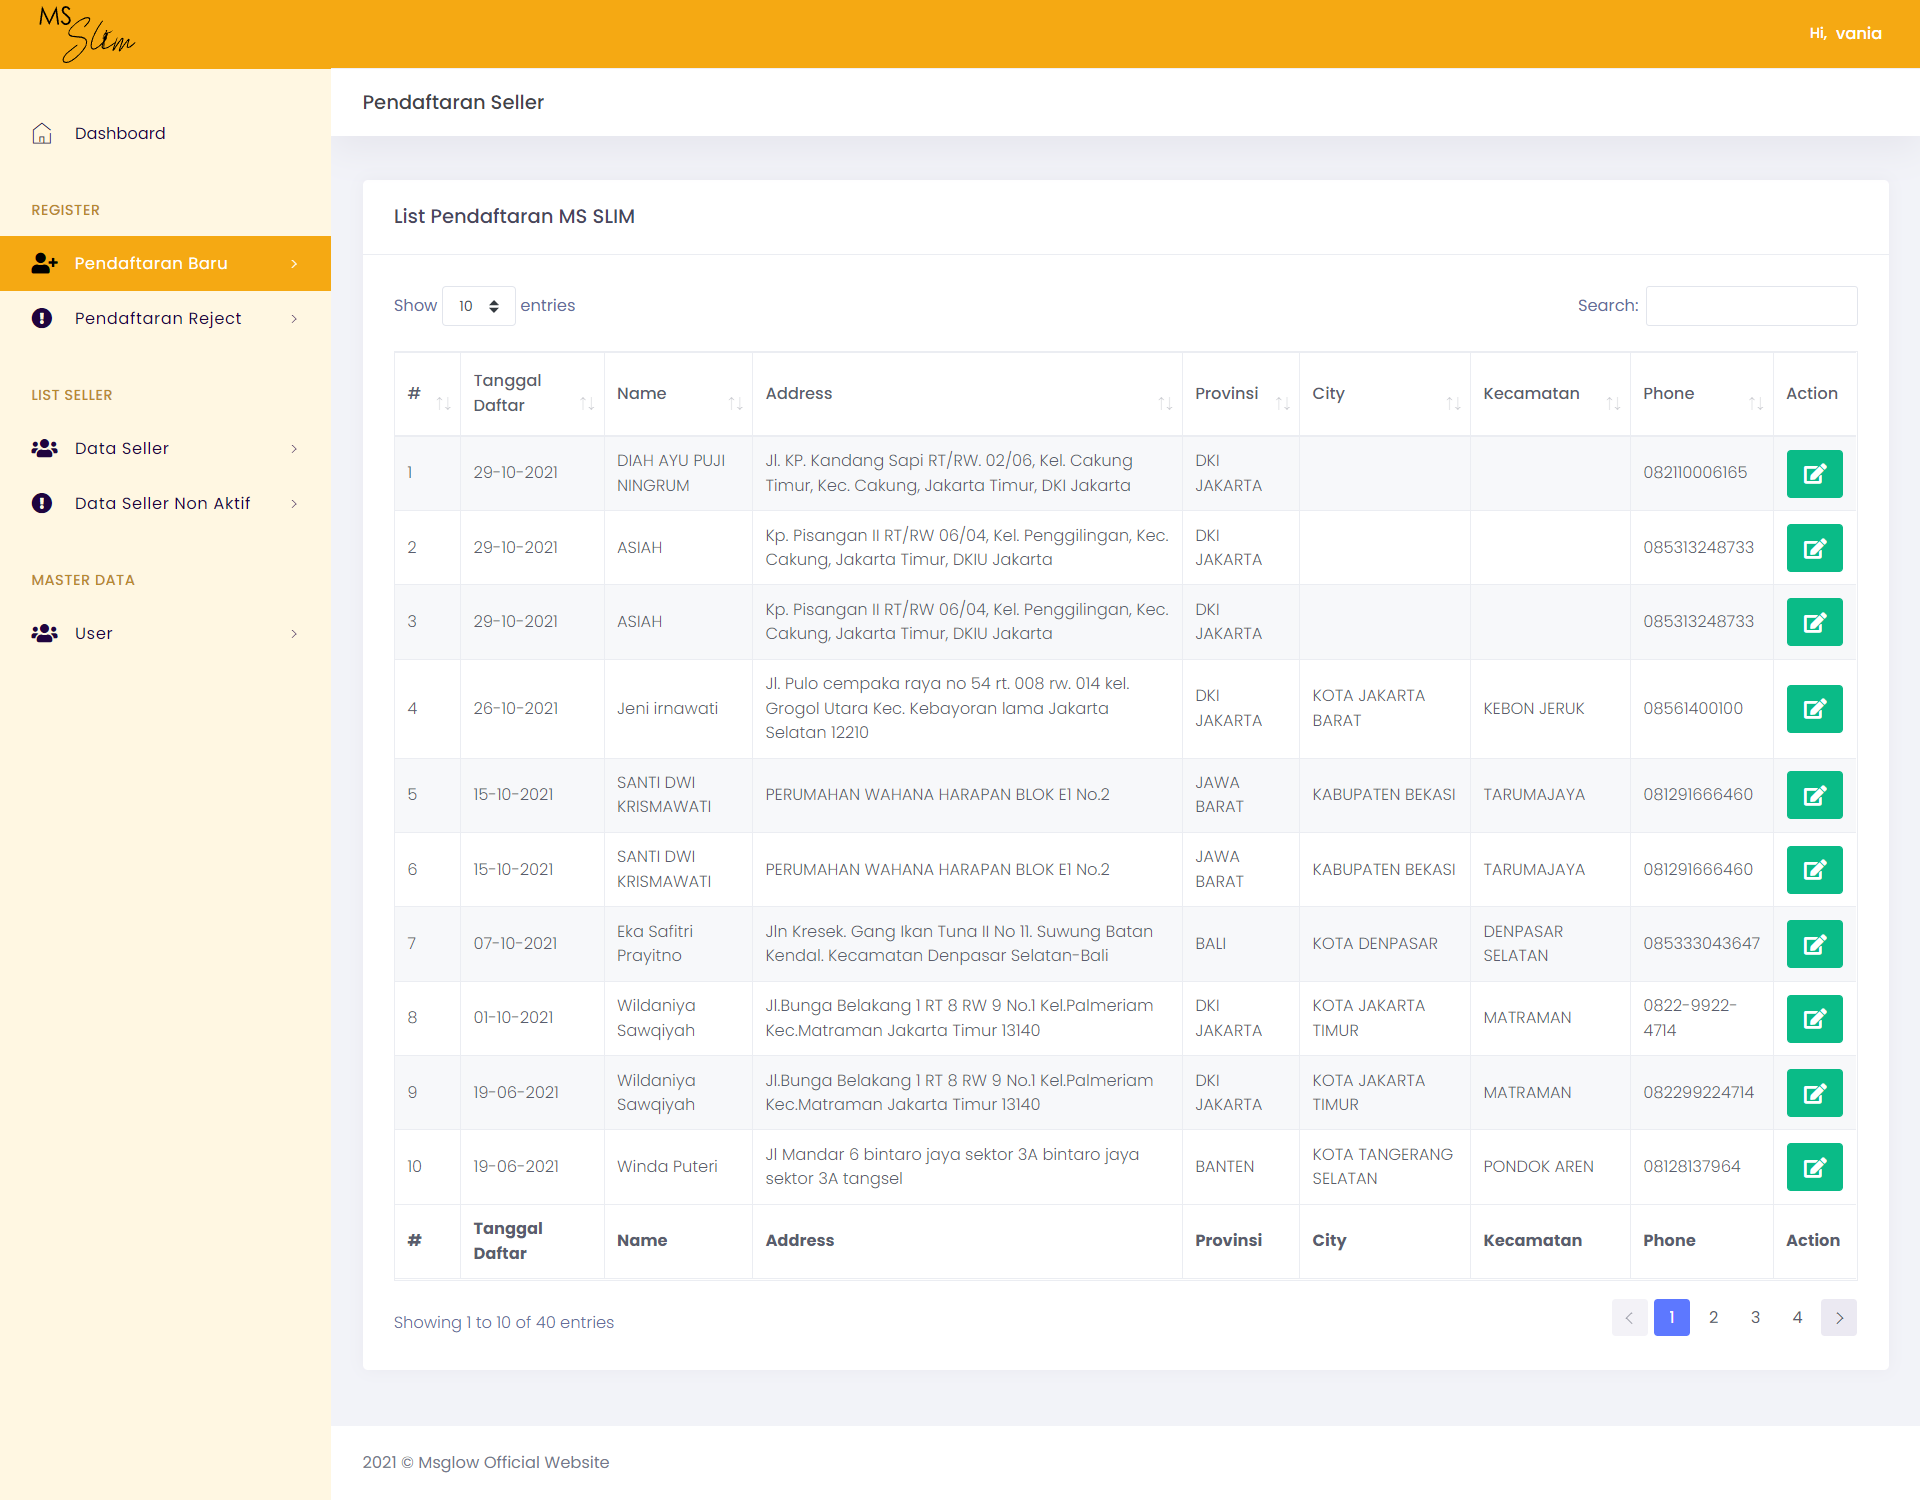 MS
Slim
Hi, vania
Dashboard
REGISTER
Pendaftaran Baru
Pendaftaran Reject
LIST SELLER
Data Seller
Data Seller Non Aktif
MASTER DATA
User
Pendaftaran Seller
List Pendaftaran MS SLIM
Show 10 entries
Search:
# Tanggal Daftar Name Address Provinsi City Kecamatan Phone Action
1 29-10-2021 DIAH AYU PUJI NINGRUM Jl. KP. Kandang Sapi RT/RW. 02/06, Kel. Cakung Timur, Kec. Cakung, Jakarta Timur, DKI Jakarta DKI JAKARTA 082110006165
2 29-10-2021 ASIAH Kp. Pisangan II RT/RW 06/04, Kel. Penggilingan, Kec. Cakung, Jakarta Timur, DKIU Jakarta DKI JAKARTA 085313248733
3 29-10-2021 ASIAH Kp. Pisangan II RT/RW 06/04, Kel. Penggilingan, Kec. Cakung, Jakarta Timur, DKIU Jakarta DKI JAKARTA 085313248733
4 26-10-2021 Jeni irnawati Jl. Pulo cempaka raya no 54 rt. 008 rw. 014 kel. Grogol Utara Kec. Kebayoran lama Jakarta Selatan 12210 DKI JAKARTA KOTA JAKARTA BARAT KEBON JERUK 08561400100
5 15-10-2021 SANTI DWI KRISMAWATI PERUMAHAN WAHANA HARAPAN BLOK E1 No.2 JAWA BARAT KABUPATEN BEKASI TARUMAJAYA 081291666460
6 15-10-2021 SANTI DWI KRISMAWATI PERUMAHAN WAHANA HARAPAN BLOK E1 No.2 JAWA BARAT KABUPATEN BEKASI TARUMAJAYA 081291666460
7 07-10-2021 Eka Safitri Prayitno Jln Kresek. Gang Ikan Tuna II No 11. Suwung Batan Kendal. Kecamatan Denpasar Selatan-Bali BALI KOTA DENPASAR DENPASAR SELATAN 085333043647
8 01-10-2021 Wildaniya Sawqiyah Jl.Bunga Belakang 1 RT 8 RW 9 No.1 Kel.Palmeriam Kec.Matraman Jakarta Timur 13140 DKI JAKARTA KOTA JAKARTA TIMUR MATRAMAN 0822-9922-4714
9 19-06-2021 Wildaniya Sawqiyah Jl.Bunga Belakang 1 RT 8 RW 9 No.1 Kel.Palmeriam Kec.Matraman Jakarta Timur 13140 DKI JAKARTA KOTA JAKARTA TIMUR MATRAMAN 082299224714
10 19-06-2021 Winda Puteri Jl Mandar 6 bintaro jaya sektor 3A bintaro jaya sektor 3A tangsel BANTEN KOTA TANGERANG SELATAN PONDOK AREN 08128137964
# Tanggal Daftar Name Address Provinsi City Kecamatan Phone Action
Showing 1 to 10 of 40 entries
1 2 3 4
2021 © Msglow Official Website